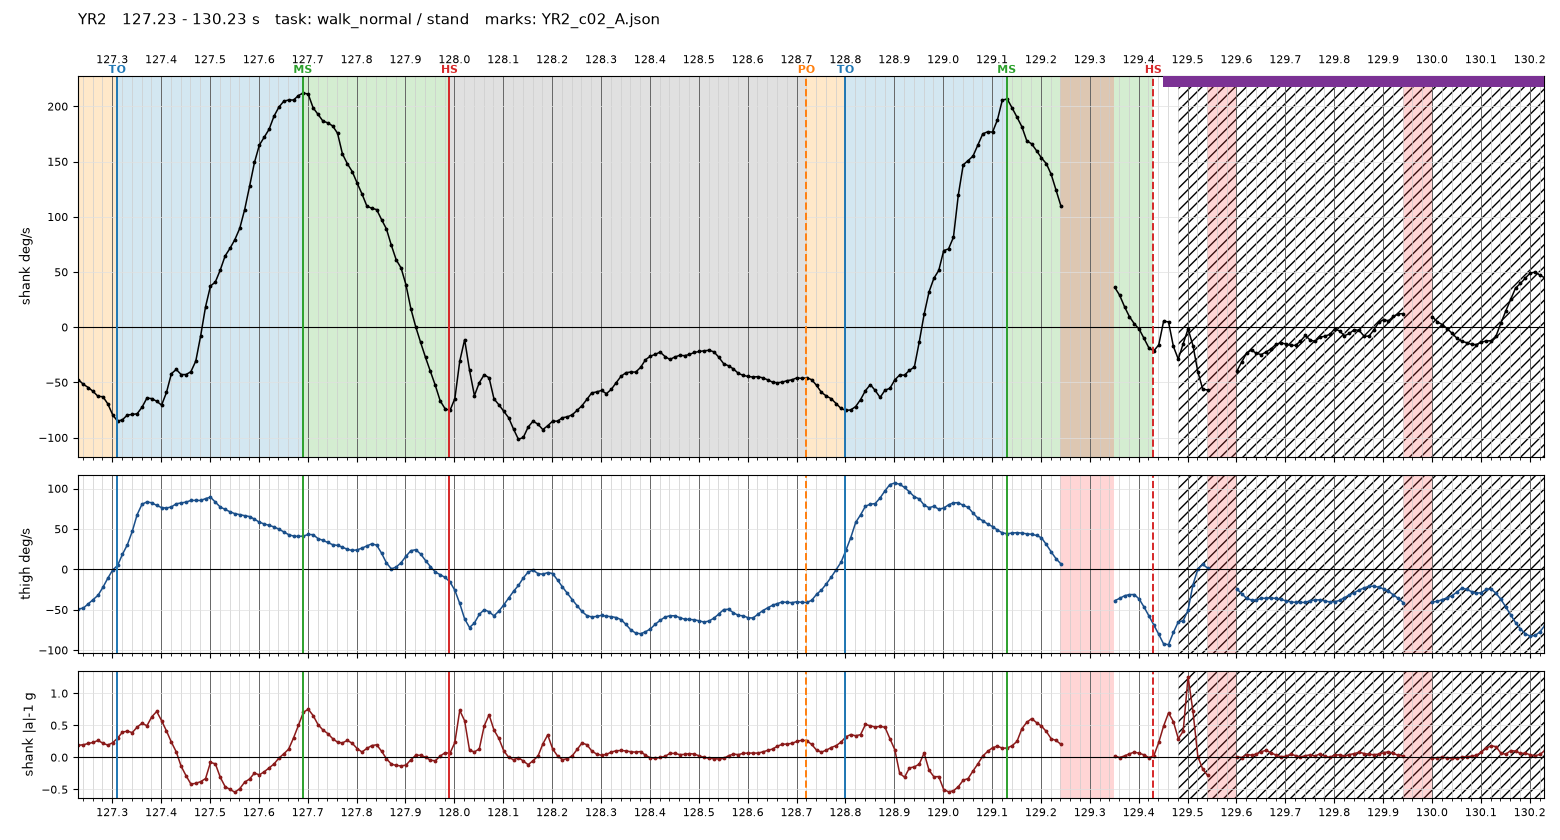 YR2 127.23 - 130.23 s task: walk_normal / stand marks: YR2_c02_A.json
127.3 127.4 127.5 127.6 127.7 127.8 127.9 128.0 128.1 128.2 128.3 128.4 128.5 128.6 128.7 128.8 128.9 129.0 129.1 129.2 129.3 129.4 129.5 129.6 129.7 129.8 129.9 130.0 130.1 130.2
TO MS HS PO TO MS HS
shank deg/s
200
150
100
50
0
−50
−100
thigh deg/s
100
50
0
−50
−100
shank |a|-1 g
1.0
0.5
0.0
−0.5
127.3 127.4 127.5 127.6 127.7 127.8 127.9 128.0 128.1 128.2 128.3 128.4 128.5 128.6 128.7 128.8 128.9 129.0 129.1 129.2 129.3 129.4 129.5 129.6 129.7 129.8 129.9 130.0 130.1 130.2